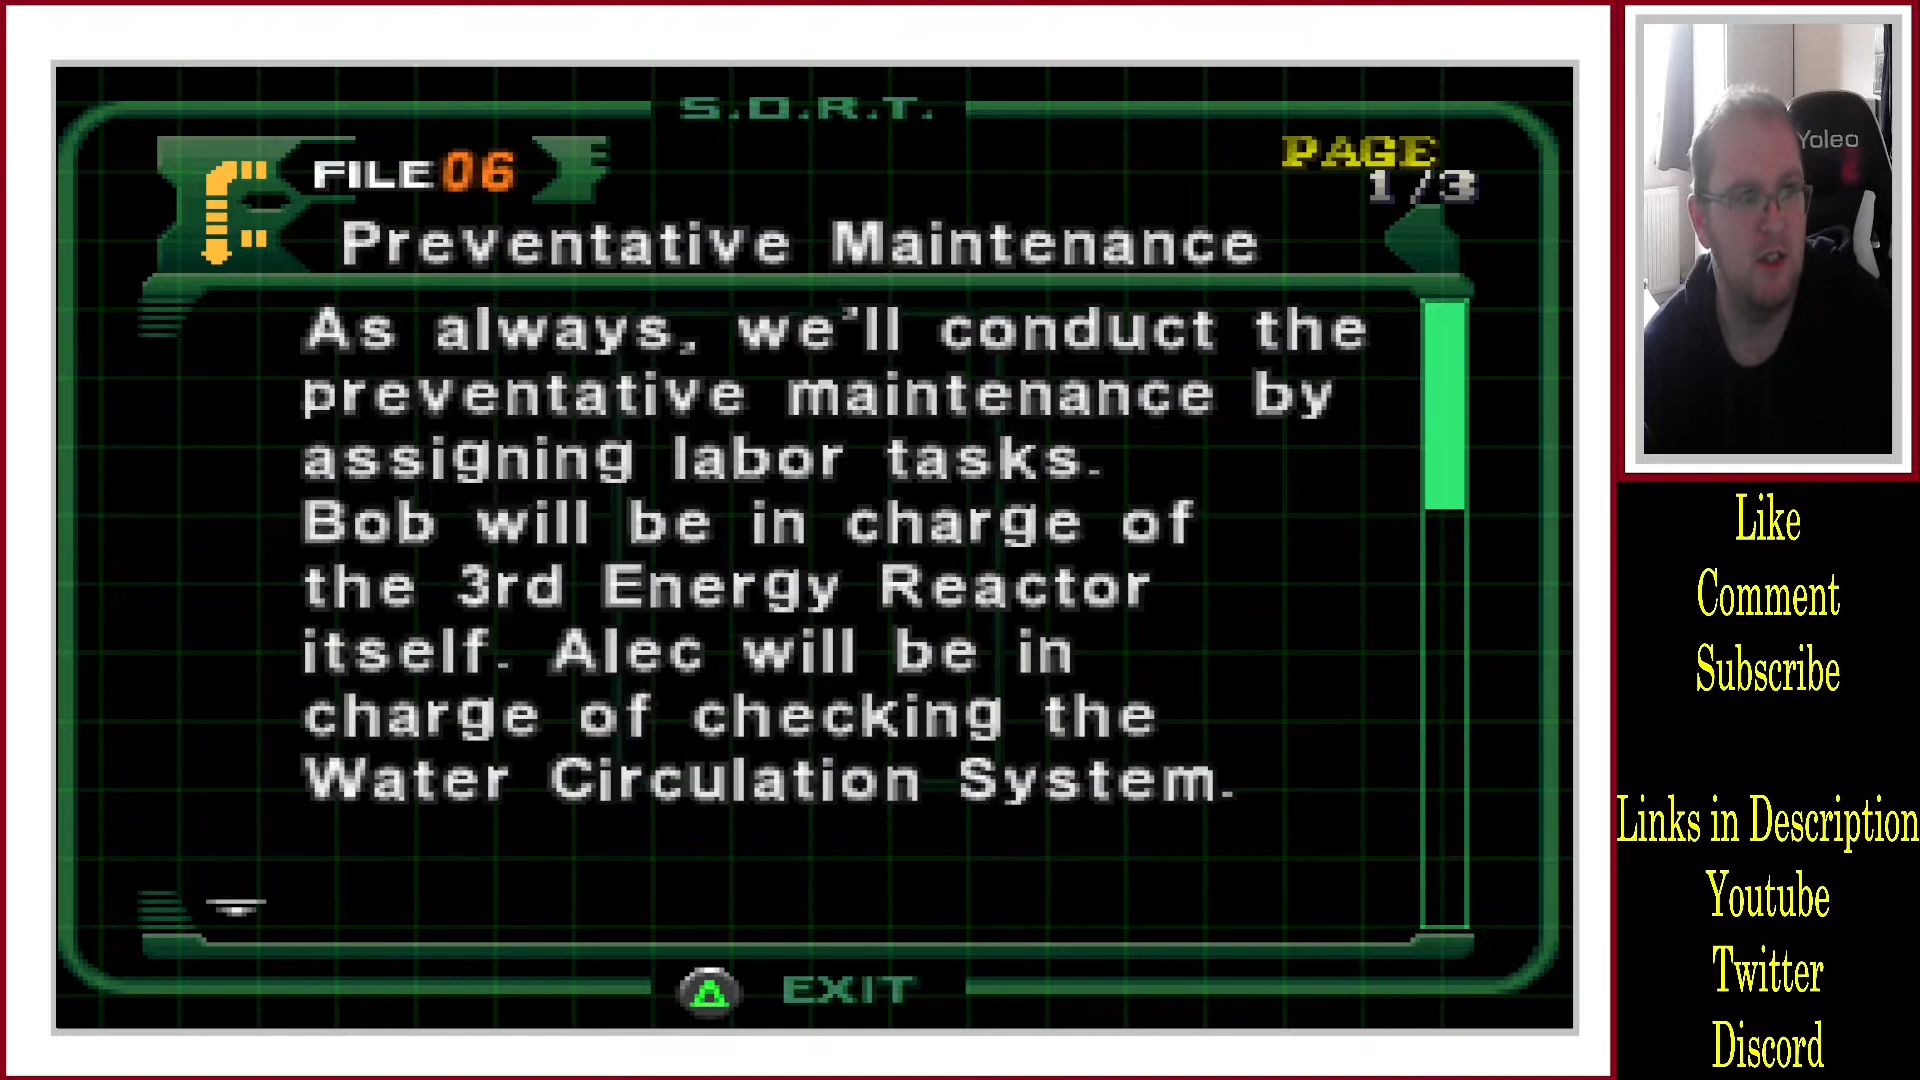 S.O.R.T.
FILE 06
PAGE
1/3
Preventative Maintenance
As always, we'll conduct the
preventative maintenance by
assigning labor tasks.
Bob will be in charge of
the 3rd Energy Reactor
itself. Alec will be in
charge of checking the
Water Circulation System.
EXIT
Yoleo
Like
Comment
Subscribe
Links in Description
Youtube
Twitter
Discord